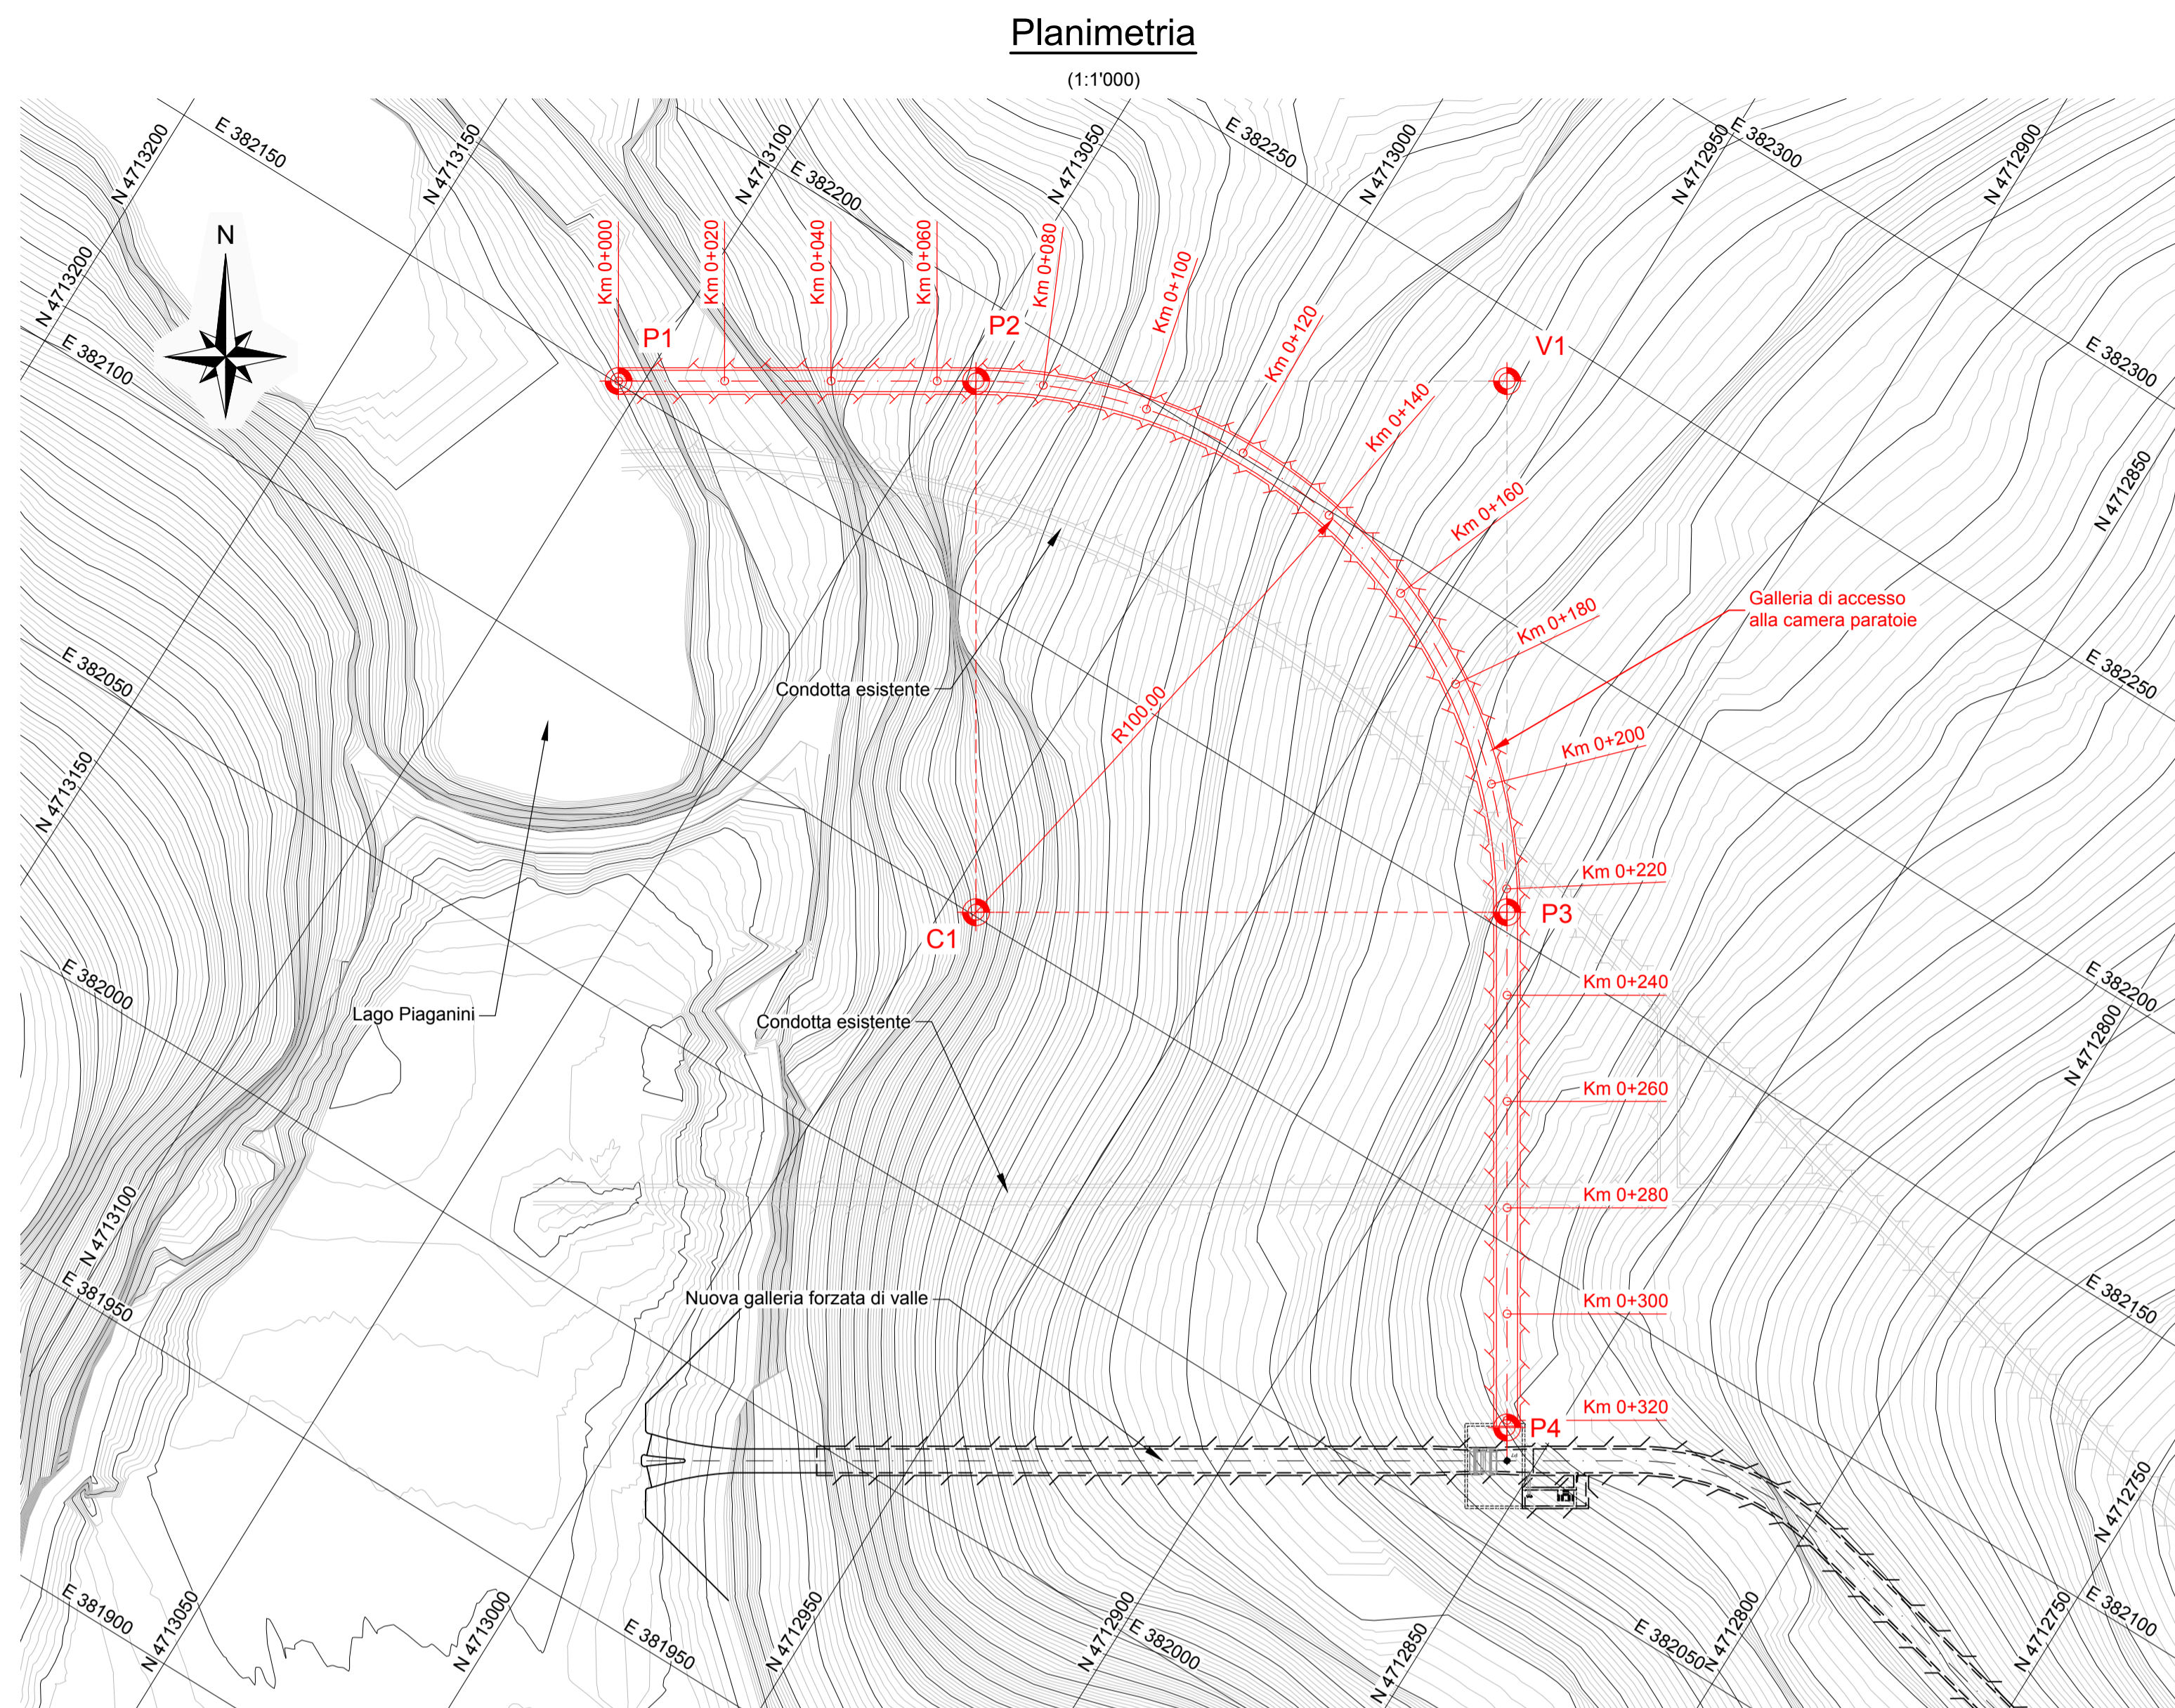 Planimetria
(1:1'000)
N 4713200
E 382150
N 4713150
N 4713100
E 382200
N 4713050
E 382250
N 4713000
N 4712950
E 382300
N 4712900
N
N 4713200
E 382100
Km 0+000
Km 0+020
Km 0+040
Km 0+060
Km 0+080
Km 0+100
Km 0+120
P1
P2
V1
E 382300
Km 0+140
N 4712850
Km 0+160
Galleria di accesso
alla camera paratoie
Km 0+180
E 382050
Condotta esistente
R100.00
E 382250
Km 0+200
N 4713150
Km 0+220
P3
C1
E 382000
Km 0+240
E 382200
Lago Piaganini
Condotta esistente
N 4712800
Km 0+260
Km 0+280
N 4713100
E 381950
Nuova galleria forzata di valle
Km 0+300
E 382150
Km 0+320
P4
N 4712750
E 381900
N 4713050
N 4713000
E 381950
N 4712950
N 4712900
E 382000
N 4712850
E 382050
N 4712800
N 4712750
E 382100